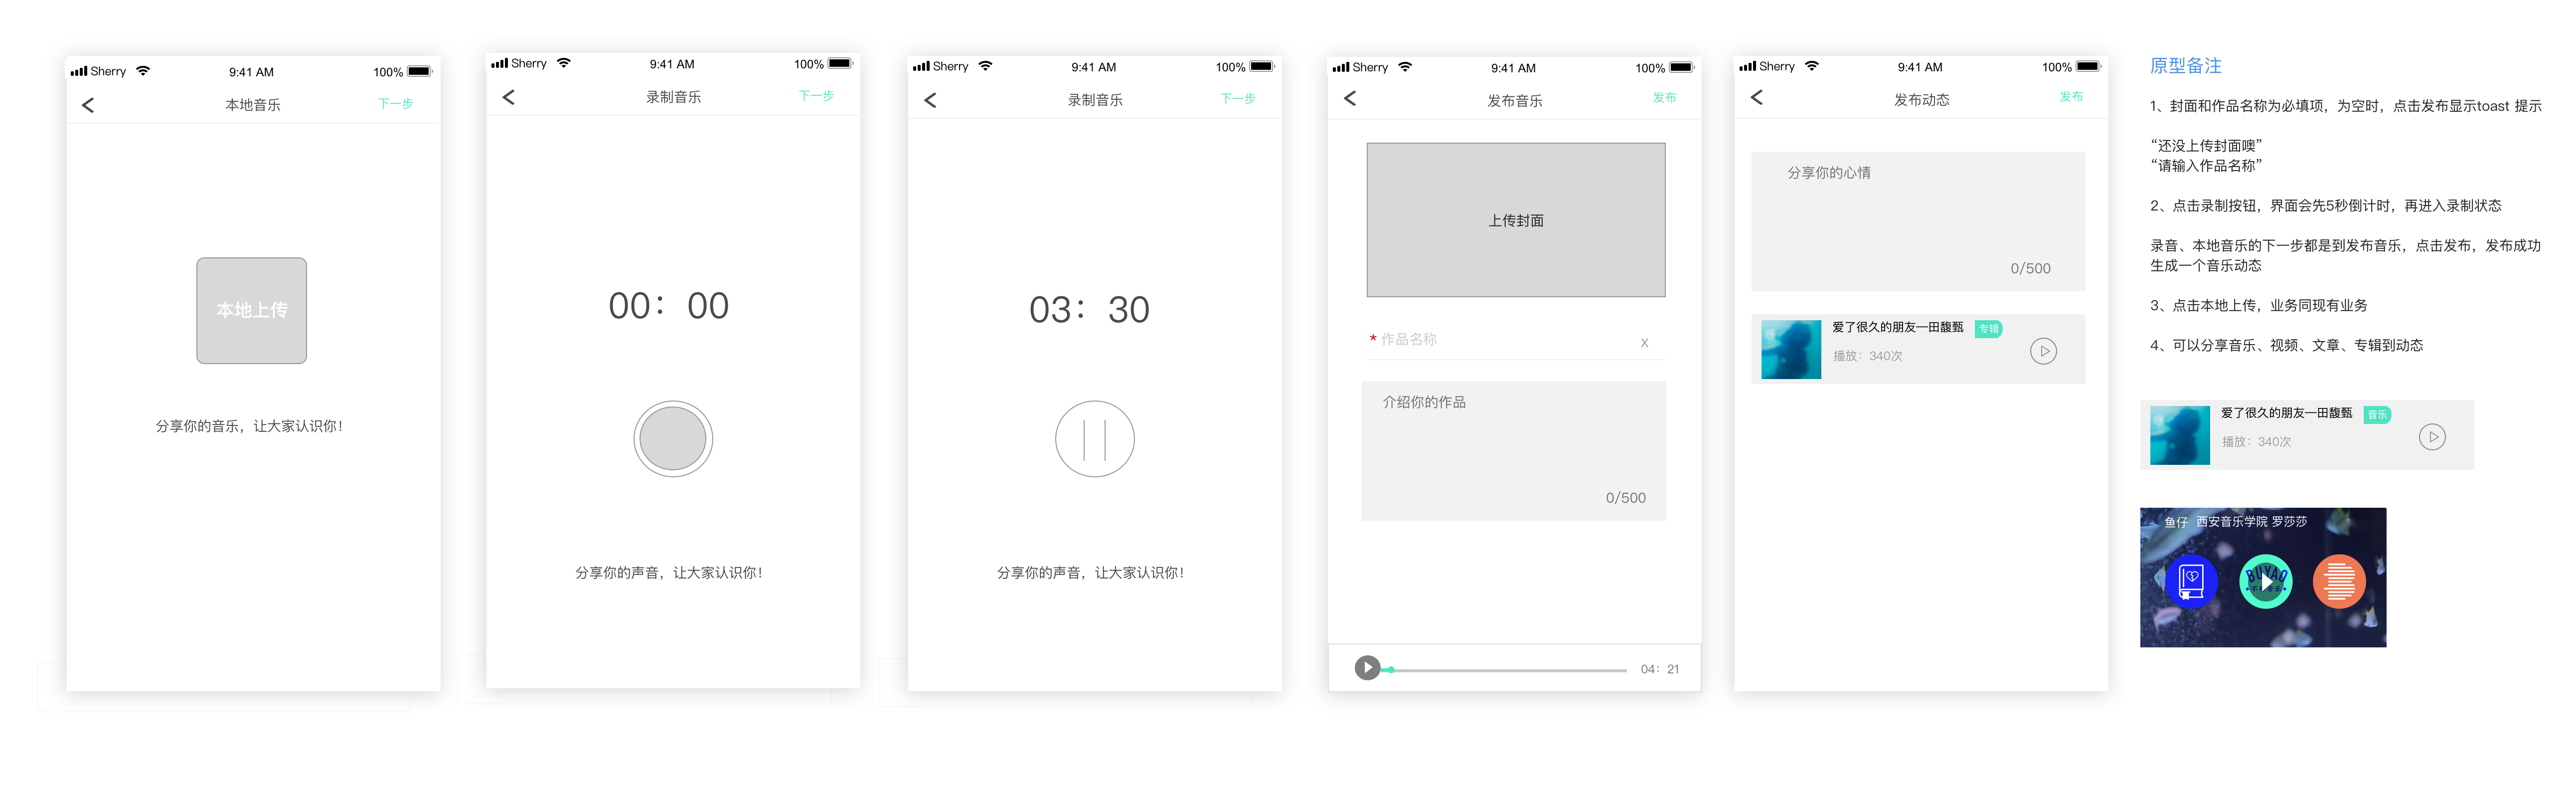 Sherry 9:41 AM 100%
本地音乐 下一步
本地上传
分享你的音乐，让大家认识你！
Sherry 9:41 AM 100%
录制音乐 下一步
00：00
分享你的声音，让大家认识你！
Sherry 9:41 AM 100%
录制音乐 下一步
03：30
分享你的声音，让大家认识你！
Sherry 9:41 AM 100%
发布音乐 发布
上传封面
* 作品名称 x
介绍你的作品
0/500
04：21
Sherry 9:41 AM 100%
发布动态 发布
分享你的心情
0/500
爱了很久的朋友—田馥甄 专辑
播放：340次
原型备注
1、封面和作品名称为必填项，为空时，点击发布显示toast 提示
“还没上传封面噢”
“请输入作品名称”
2、点击录制按钮，界面会先5秒倒计时，再进入录制状态
录音、本地音乐的下一步都是到发布音乐，点击发布，发布成功
生成一个音乐动态
3、点击本地上传，业务同现有业务
4、可以分享音乐、视频、文章、专辑到动态
爱了很久的朋友—田馥甄 音乐
播放：340次
鱼仔 西安音乐学院 罗莎莎
BUYAO